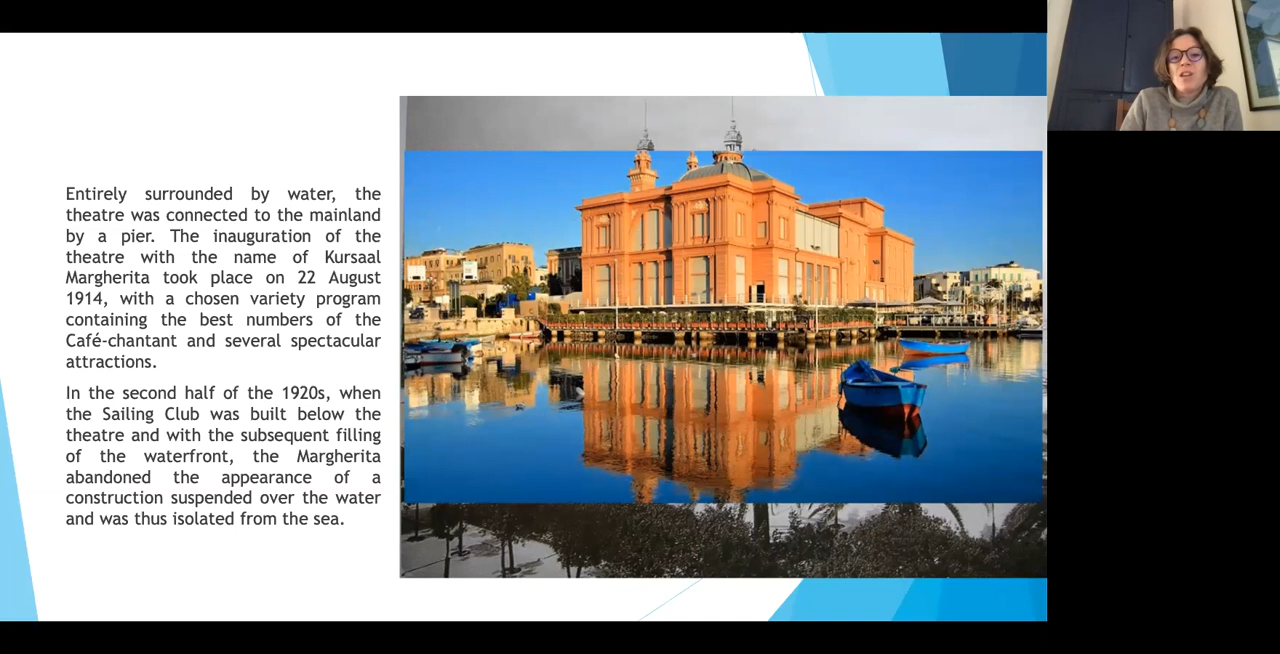 Entirely surrounded by water, the
theatre was connected to the mainland
by a pier. The inauguration of the
theatre with the name of Kursaal
Margherita took place on 22 August
1914, with a chosen variety program
containing the best numbers of the
Café-chantant and several spectacular
attractions.
In the second half of the 1920s, when
the Sailing Club was built below the
theatre and with the subsequent filling
of the waterfront, the Margherita
abandoned the appearance of a
construction suspended over the water
and was thus isolated from the sea.